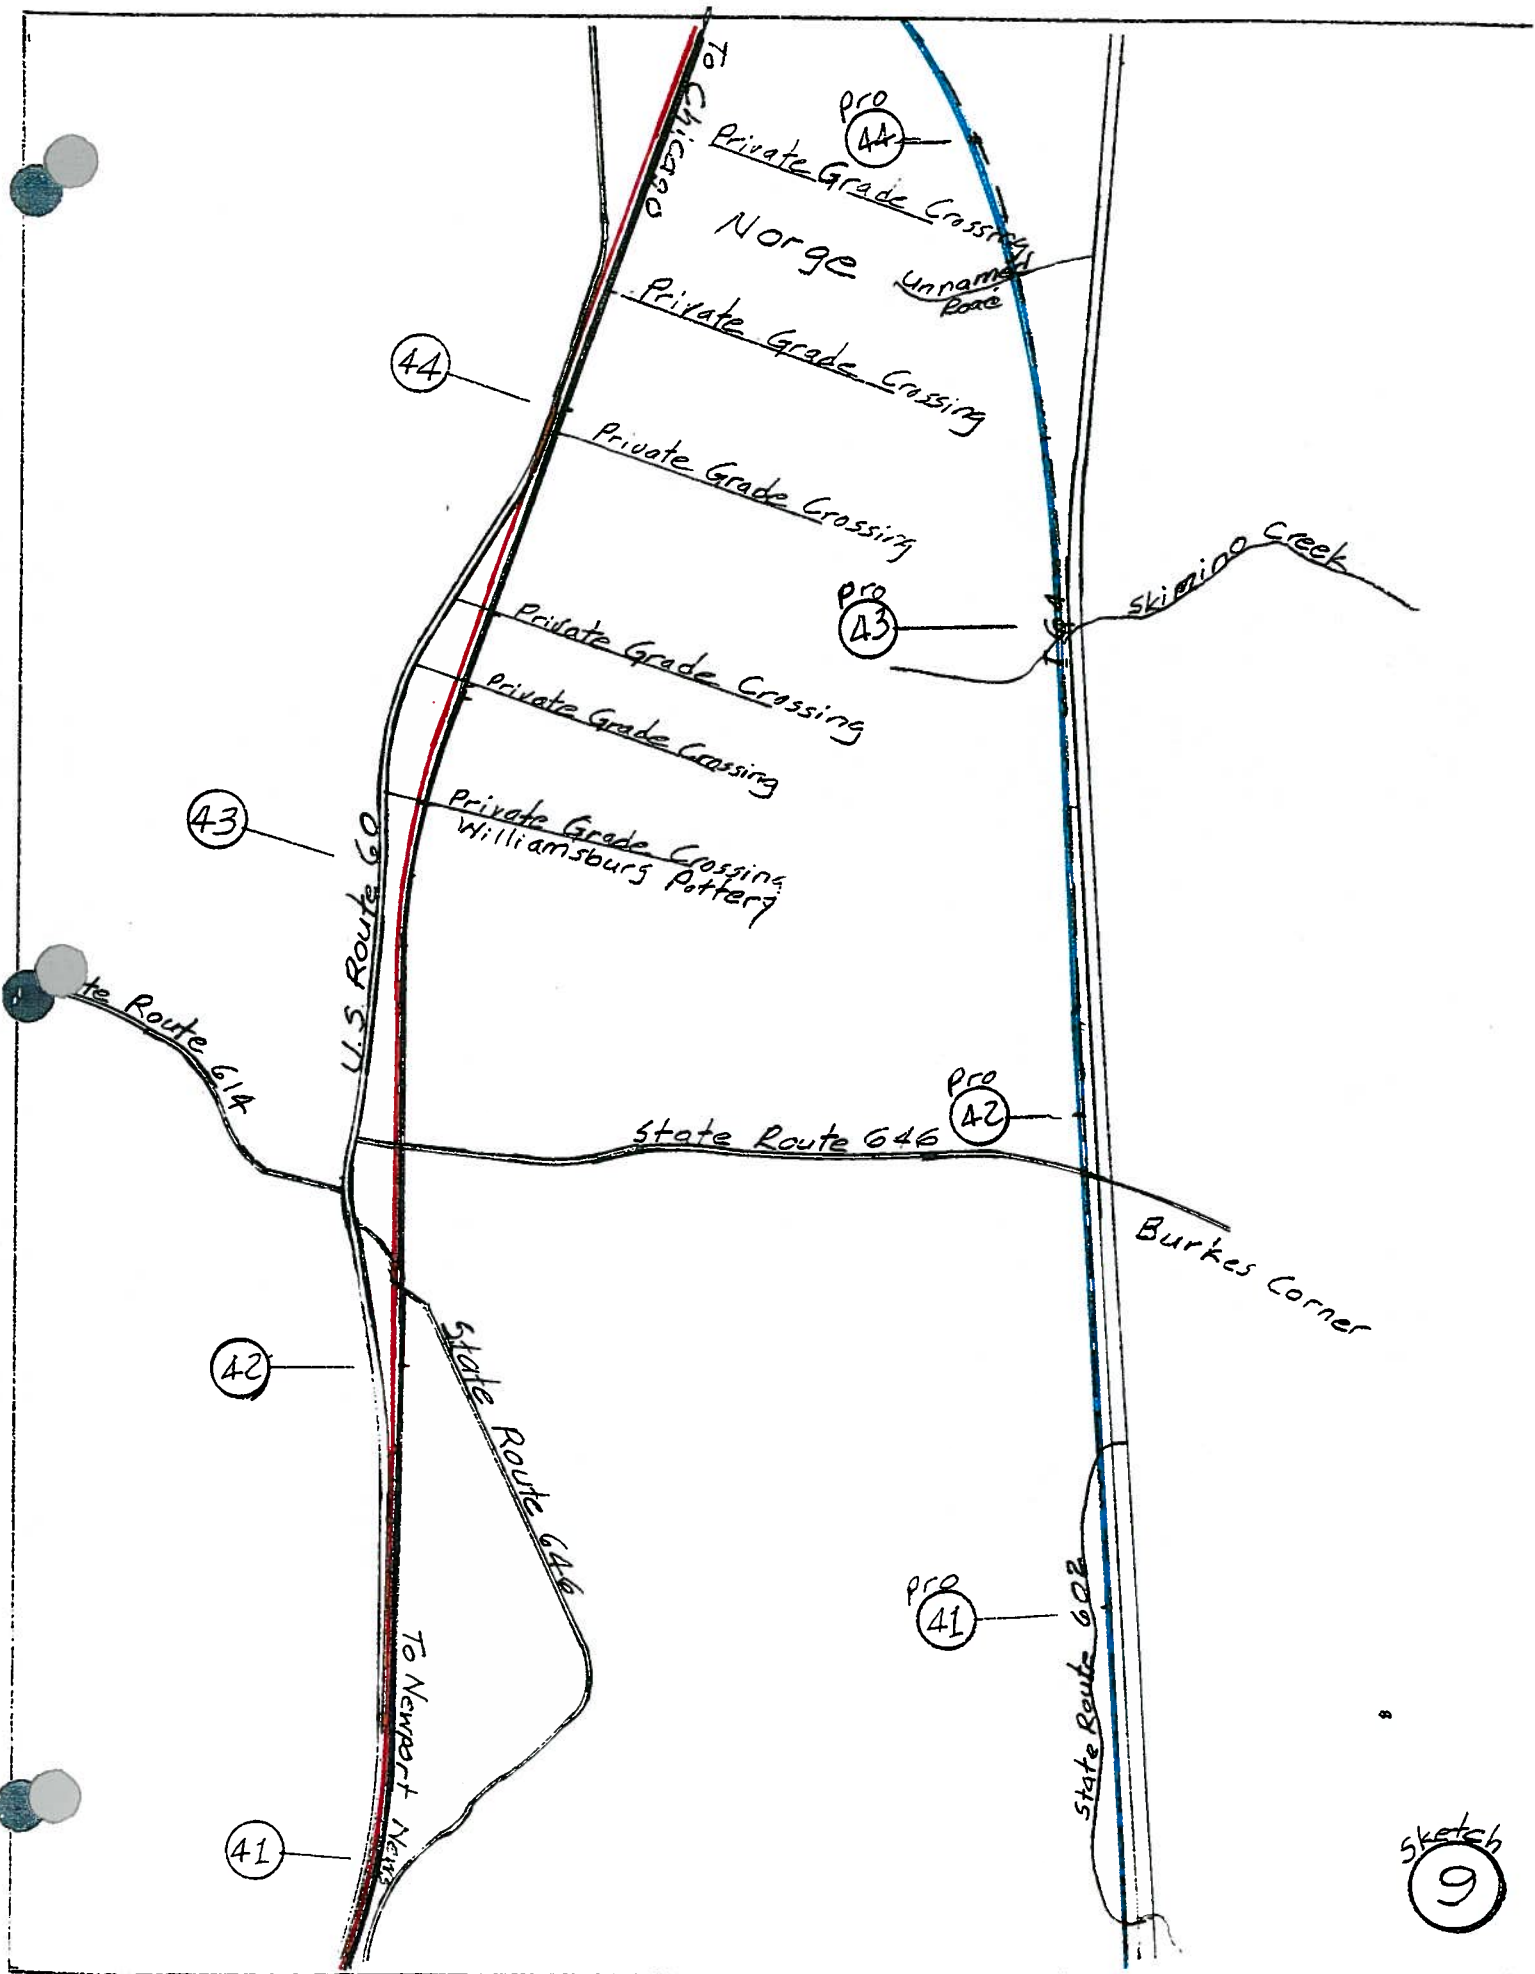 To Chicago
pro
44
Private Grade Crossing
Norge
Unnamed
Road
Private Grade Crossing
44
Private Grade Crossing
Skimino Creek
pro
43
I 64
Private Grade Crossing
Private Grade Crossing
43
Private Grade Crossing
Williamsburg Pottery
U.S. Route 60
te Route 614
pro
42
State Route 646
Burkes Corner
42
State Route 646
pro
41
State Route 602
To Newport News
41
Sketch
9